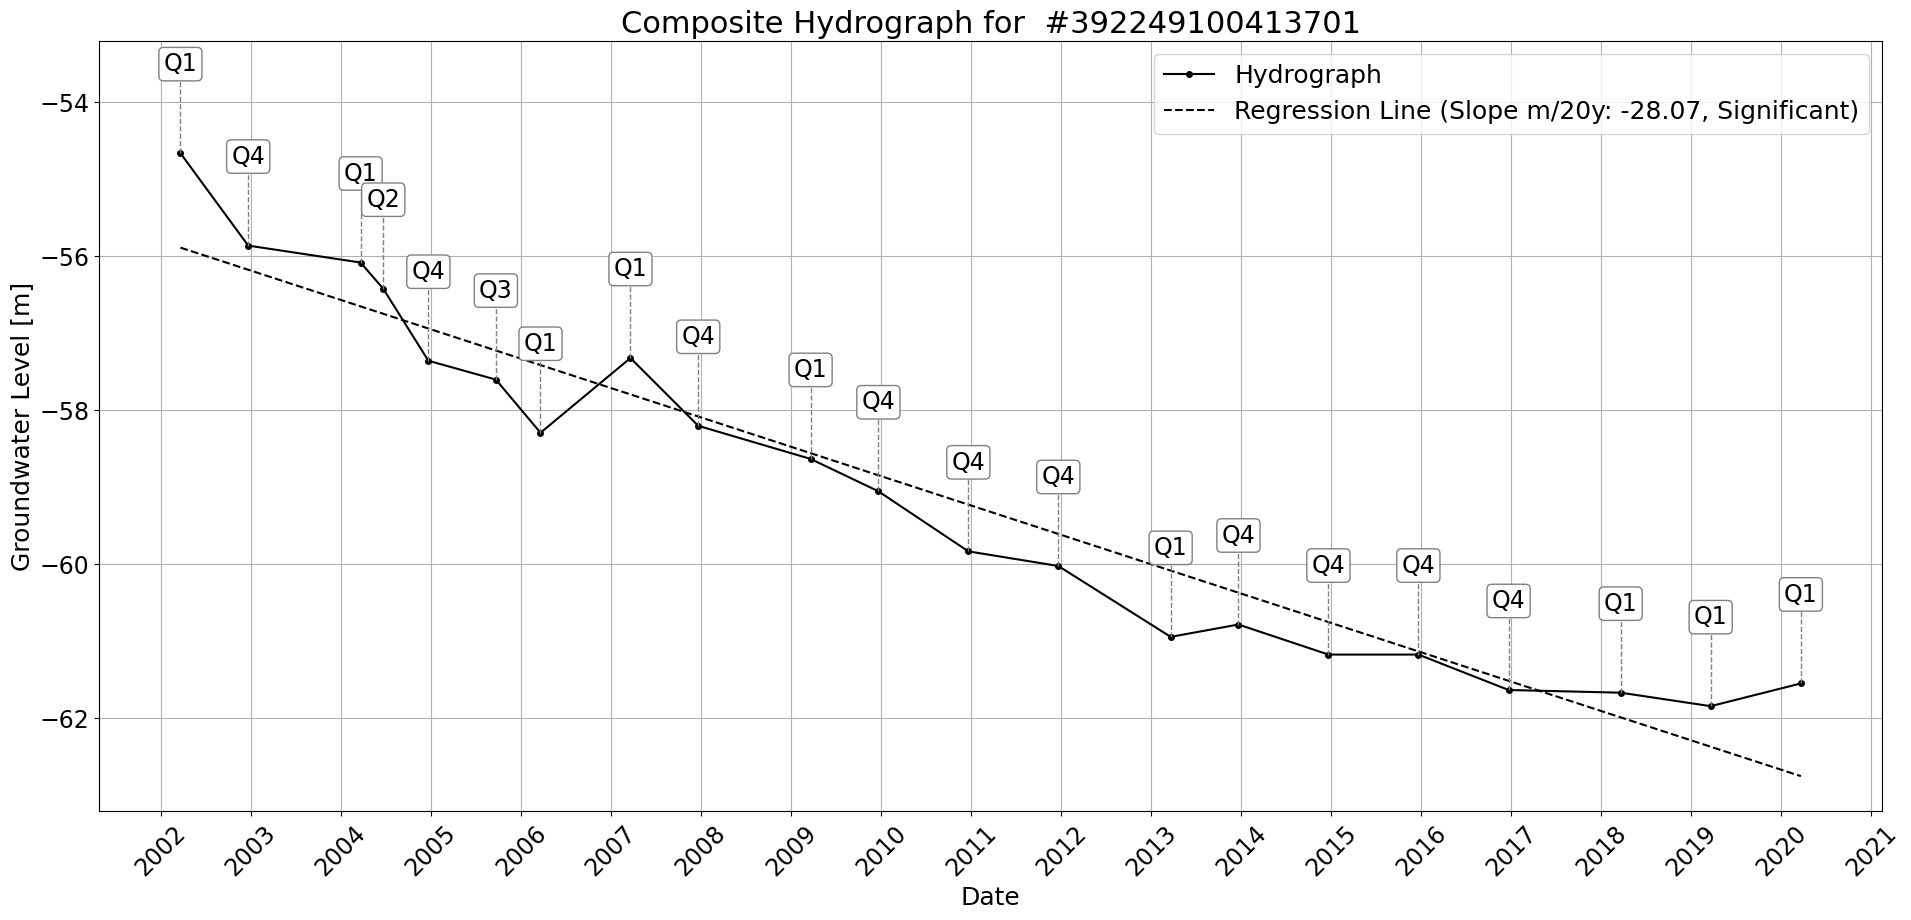 Composite Hydrograph for  #392249100413701
Hydrograph
Regression Line (Slope m/20y: -28.07, Significant)
Groundwater Level [m]
−54
−56
−58
−60
−62
Q1
Q4
Q1
Q2
Q4
Q3
Q1
Q1
Q4
Q1
Q4
Q4
Q4
Q1
Q4
Q4
Q4
Q4
Q1
Q1
Q1
2002
2003
2004
2005
2006
2007
2008
2009
2010
2011
2012
2013
2014
2015
2016
2017
2018
2019
2020
2021
Date